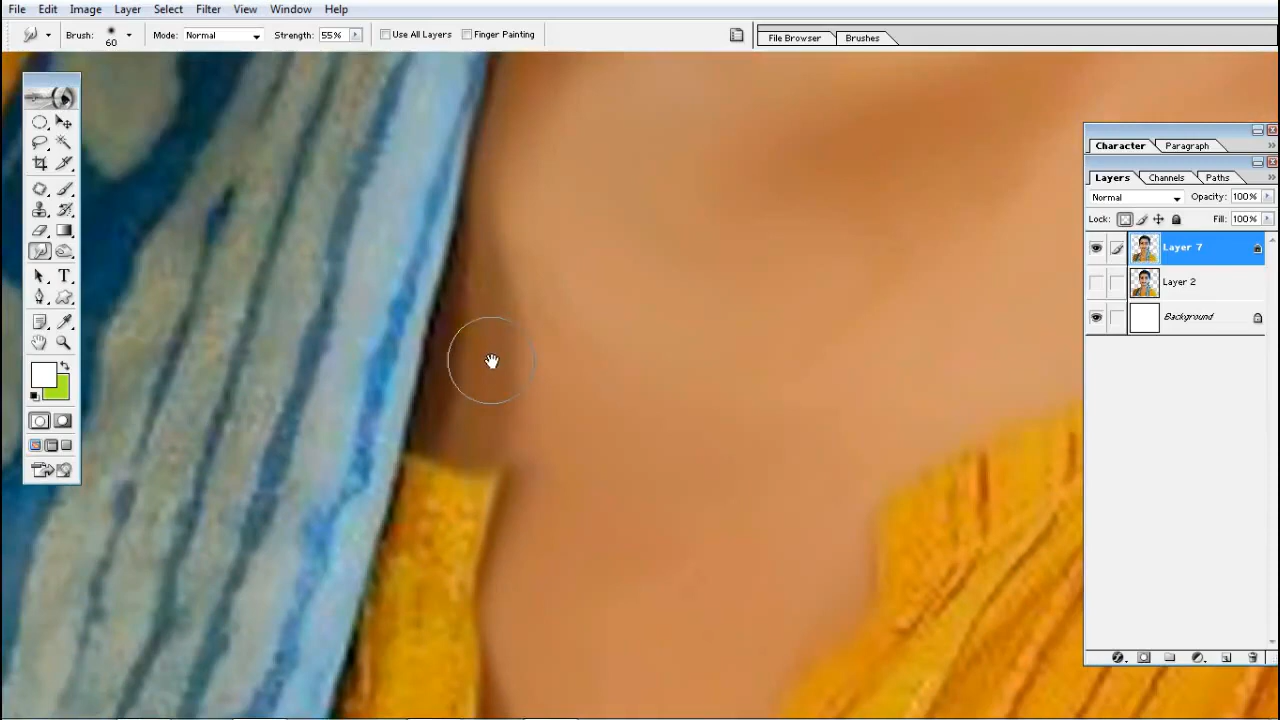 File Edit Image Layer Select Filter View Window Help
Brush: 60 Mode: Normal Strength: 55% Use All Layers Finger Painting File Browser Brushes
Character Paragraph
Layers Channels Paths
Normal Opacity: 100%
Lock: Fill: 100%
Layer 7
Layer 2
Background
T